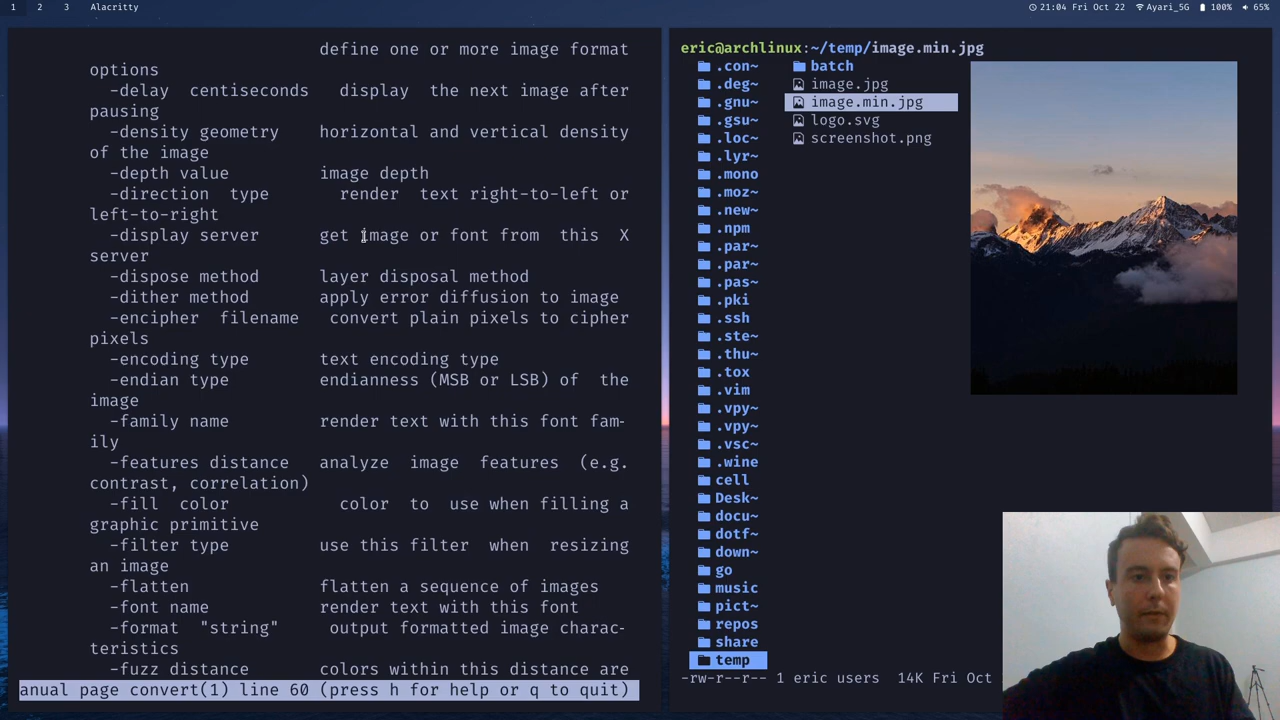 1 2 3 Alacritty
21:04 Fri Oct 22 Ayari_5G 100% 65%
define one or more image format
options
-delay centiseconds display the next image after
pausing
-density geometry horizontal and vertical density
of the image
-depth value image depth
-direction type render text right-to-left or
left-to-right
-display server get image or font from this X
server
-dispose method layer disposal method
-dither method apply error diffusion to image
-encipher filename convert plain pixels to cipher
pixels
-encoding type text encoding type
-endian type endianness (MSB or LSB) of the
image
-family name render text with this font fam-
ily
-features distance analyze image features (e.g.
contrast, correlation)
-fill color color to use when filling a
graphic primitive
-filter type use this filter when resizing
an image
-flatten flatten a sequence of images
-font name render text with this font
-format "string" output formatted image charac-
teristics
-fuzz distance colors within this distance are
anual page convert(1) line 60 (press h for help or q to quit)
eric@archlinux:~/temp/image.min.jpg
.con~
.deg~
.gnu~
.gsu~
.loc~
.lyr~
.mono
.moz~
.new~
.npm
.par~
.par~
.pas~
.pki
.ssh
.ste~
.thu~
.tox
.vim
.vpy~
.vpy~
.vsc~
.wine
cell
Desk~
docu~
dotf~
down~
go
music
pict~
repos
share
temp
batch
image.jpg
image.min.jpg
logo.svg
screenshot.png
-rw-r--r-- 1 eric users 14K Fri Oct